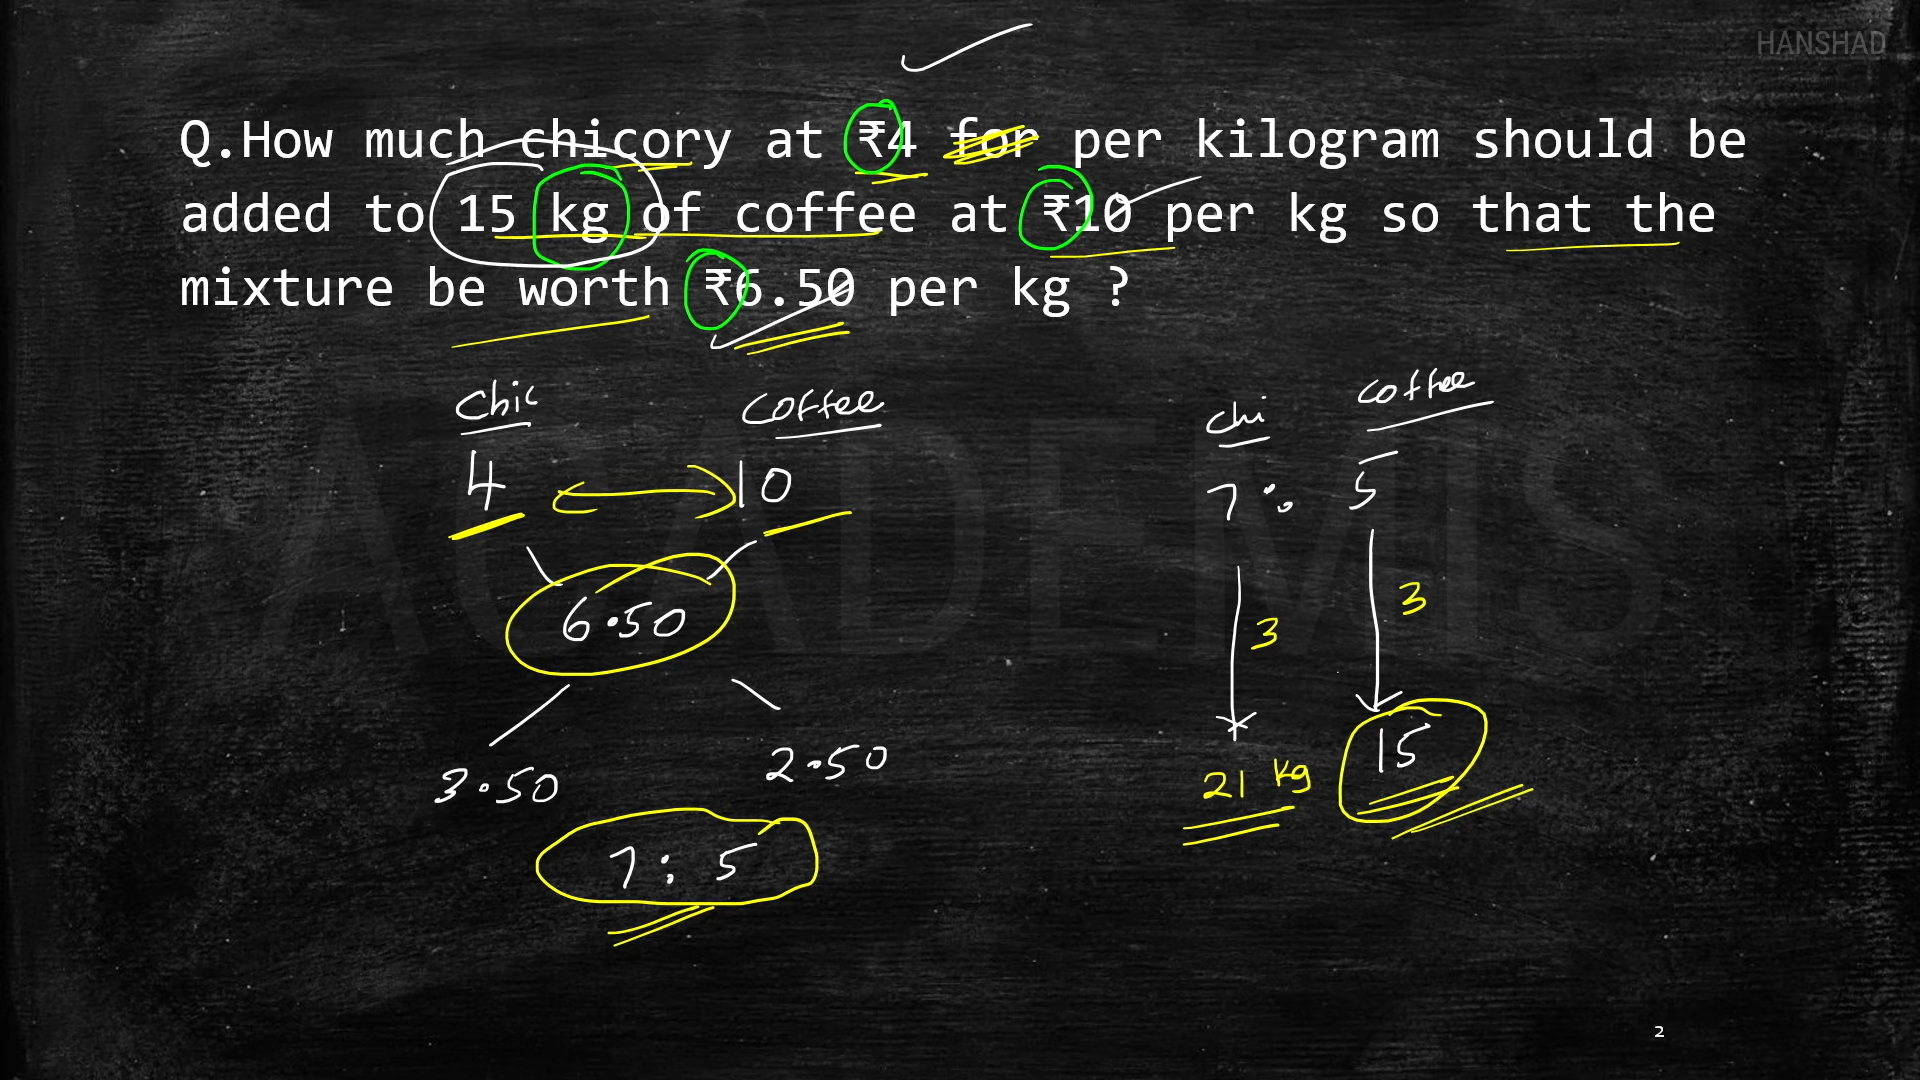 HANSHAD
Q.How much chicory at ₹4 for per kilogram should be
added to 15 kg of coffee at ₹10 per kg so that the
mixture be worth ₹6.50 per kg ?
Chic Coffee
4 10
6.50
3.50 2.50
7 : 5
chi coffee
7 : 5
3 3
21 kg 15
ACADEMIS
2